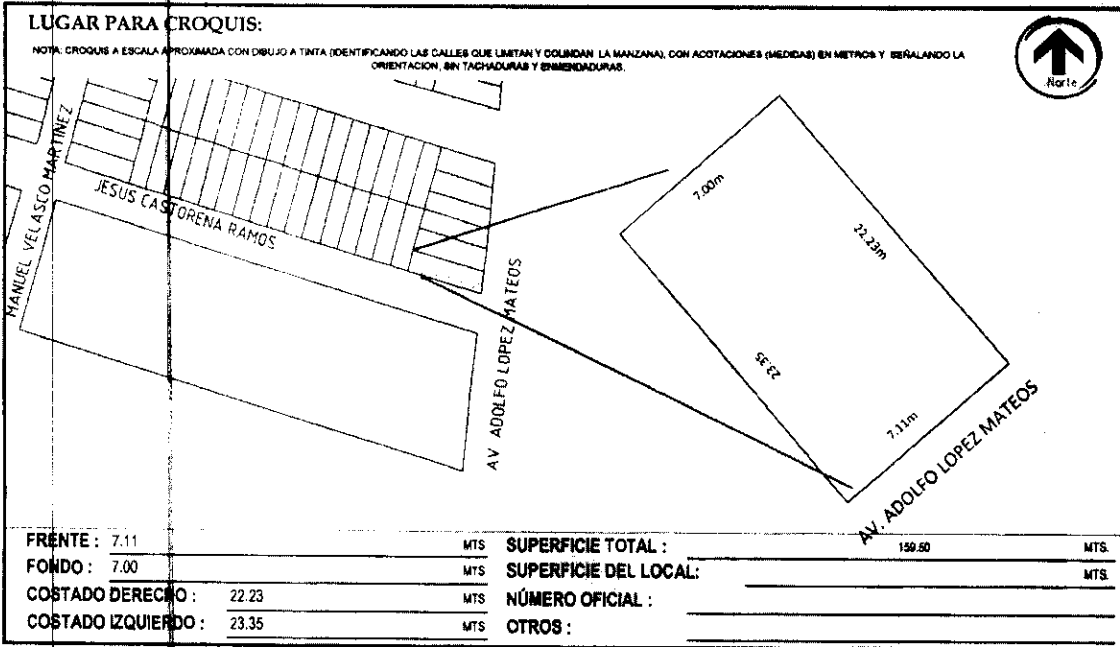 LUGAR PARA CROQUIS:
NOTA: CROQUIS A ESCALA APROXIMADA CON DIBUJO A TINTA (IDENTIFICANDO LAS CALLES QUE LIMITAN Y COLINDAN LA MANZANA), CON ACOTACIONES (MEDIDAS) EN METROS Y SEÑALANDO LA
ORIENTACION, SIN TACHADURAS Y ENMENDADURAS.
Norte
MANUEL VELASCO MARTINEZ
JESUS CASTORENA RAMOS
AV ADOLFO LOPEZ MATEOS
7.00m
22.23m
23.35
7.11m
AV. ADOLFO LOPEZ MATEOS
FRENTE : 7.11 MTS
FONDO : 7.00 MTS
COSTADO DERECHO : 22.23 MTS
COSTADO IZQUIERDO : 23.35 MTS
SUPERFICIE TOTAL : 159.50 MTS.
SUPERFICIE DEL LOCAL: MTS.
NÚMERO OFICIAL :
OTROS :